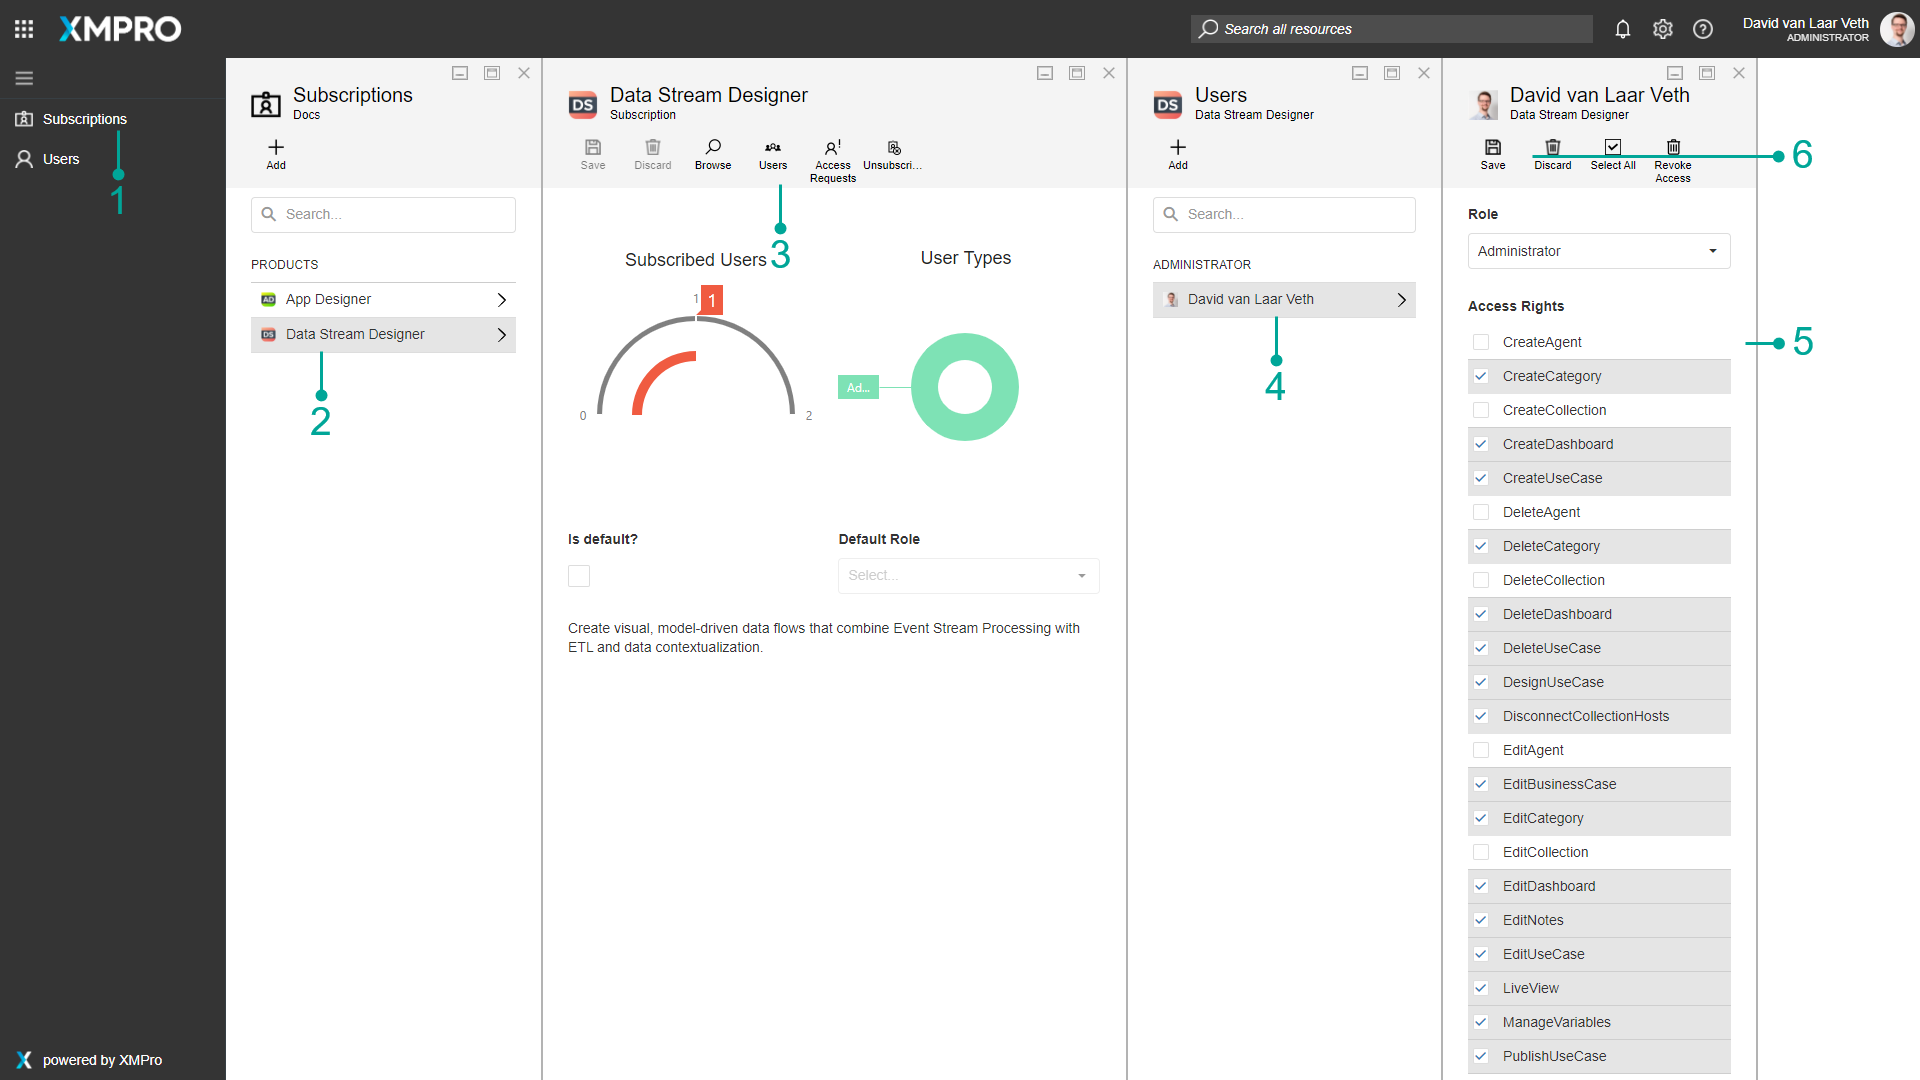 XMPRO
Search all resources
David van Laar Veth
ADMINISTRATOR
Subscriptions
1
Users
powered by XMPro
Subscriptions
Docs
Add
Search...
PRODUCTS
AD App Designer
DS Data Stream Designer
2
DS
Data Stream Designer
Subscription
Save
Discard
Browse
Users
Access Requests
Unsubscri...
3
Subscribed Users
1
1
0
2
User Types
Ad...
Is default?
Default Role
Select...
Create visual, model-driven data flows that combine Event Stream Processing with
ETL and data contextualization.
DS
Users
Data Stream Designer
Add
Search...
ADMINISTRATOR
David van Laar Veth
4
David van Laar Veth
Data Stream Designer
Save
Discard
Select All
Revoke Access
6
Role
Administrator
Access Rights
5
CreateAgent
CreateCategory
CreateCollection
CreateDashboard
CreateUseCase
DeleteAgent
DeleteCategory
DeleteCollection
DeleteDashboard
DeleteUseCase
DesignUseCase
DisconnectCollectionHosts
EditAgent
EditBusinessCase
EditCategory
EditCollection
EditDashboard
EditNotes
EditUseCase
LiveView
ManageVariables
PublishUseCase